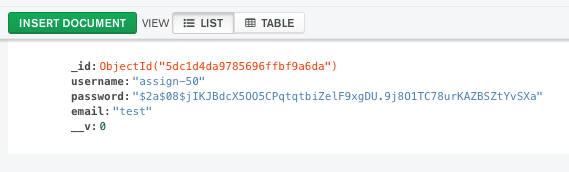 INSERT DOCUMENT VIEW LIST TABLE
_id: ObjectId("5dc1d4da9785696ffbf9a6da")
username: "assign-50"
password: "$2a$08$jIKJBdcX5OO5CPqtqtbiZelF9xgDU.9j8O1TC78urKAZBSZtYvSXa"
email: "test"
__v: 0